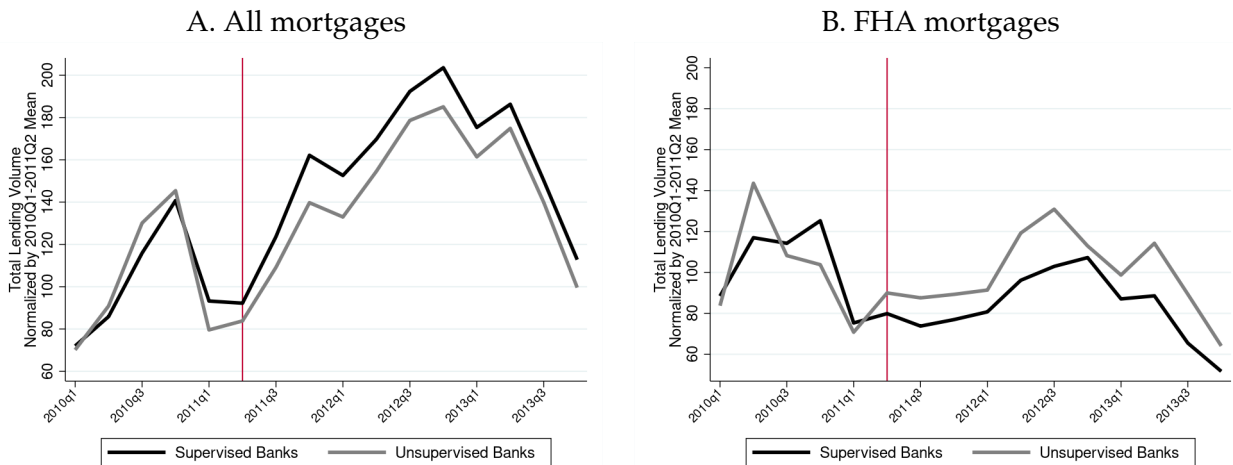 A. All mortgages
Total Lending Volume
Normalized by 2010Q1-2011Q2 Mean
200
180
160
140
120
100
80
60
2010q1
2010q3
2011q1
2011q3
2012q1
2012q3
2013q1
2013q3
Supervised Banks
Unsupervised Banks
B. FHA mortgages
Total Lending Volume
Normalized by 2010Q1-2011Q2 Mean
200
180
160
140
120
100
80
60
2010q1
2010q3
2011q1
2011q3
2012q1
2012q3
2013q1
2013q3
Supervised Banks
Unsupervised Banks